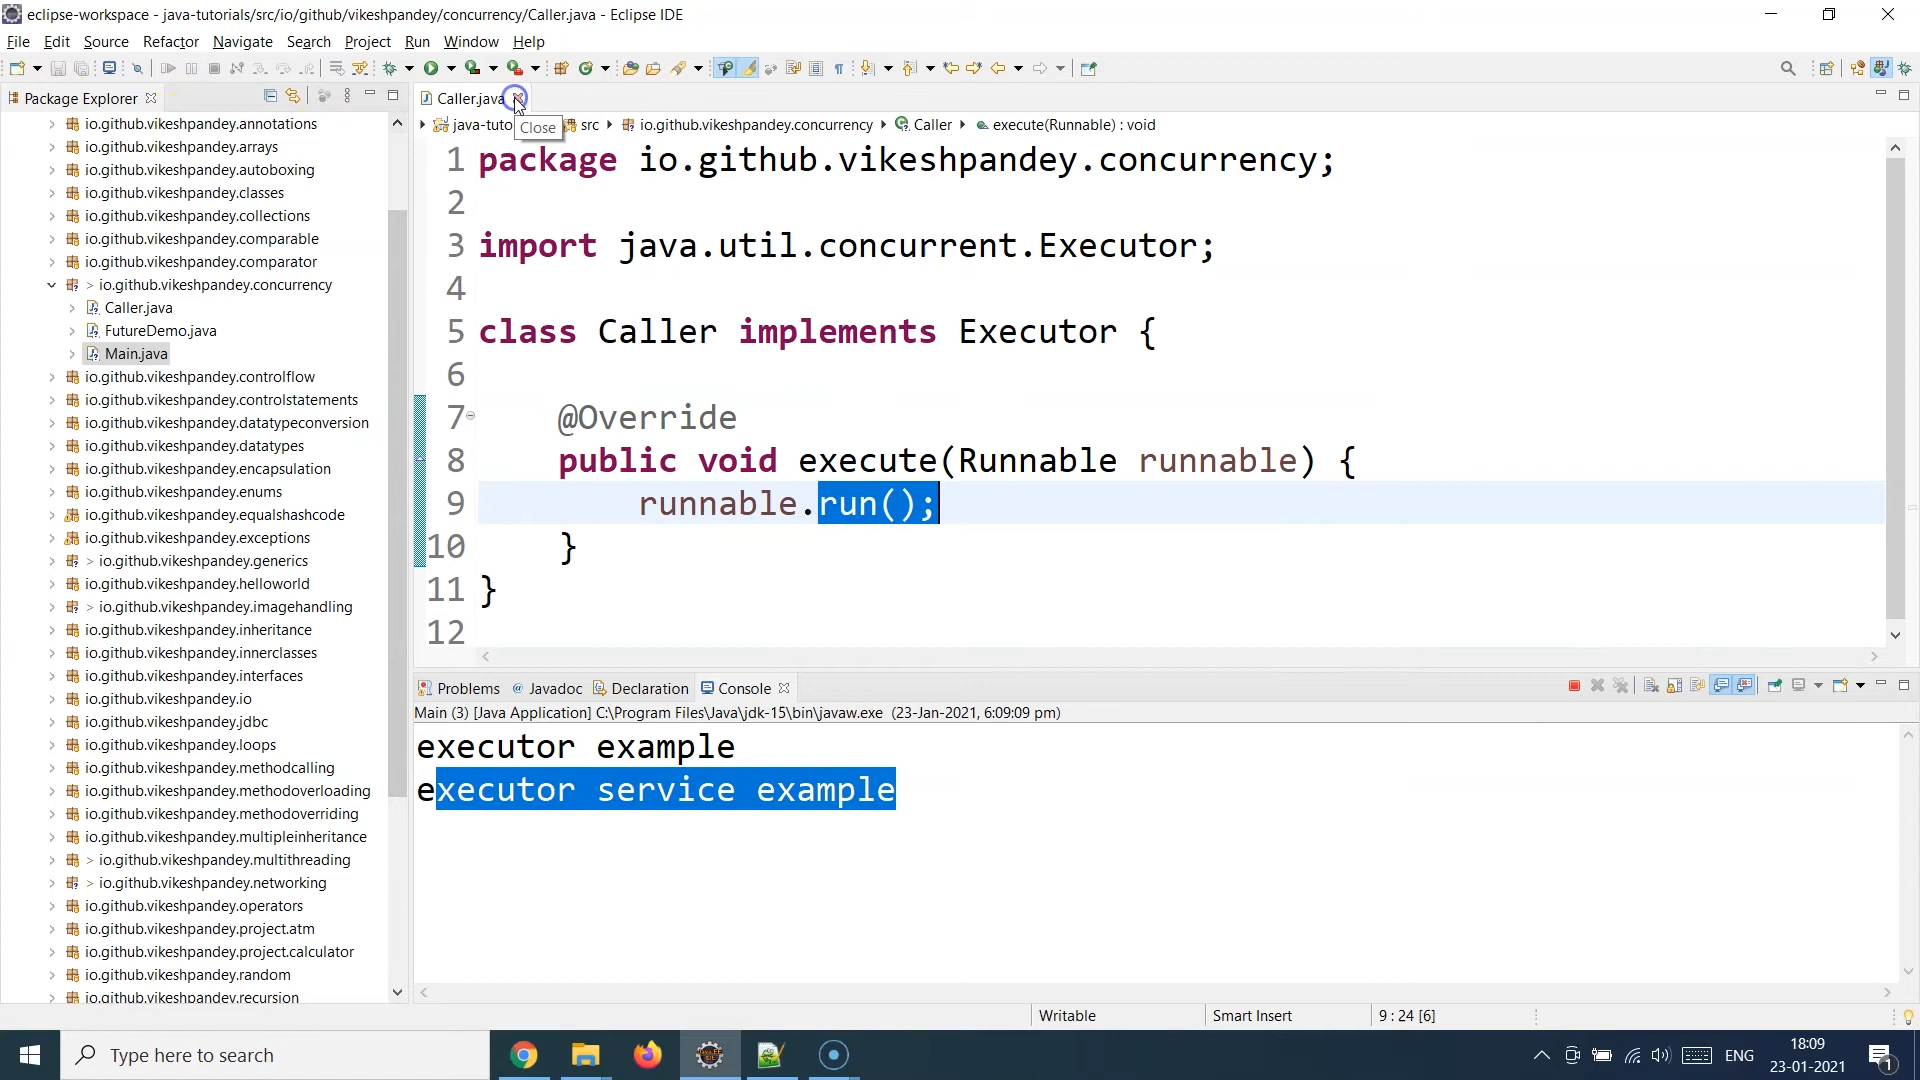 eclipse-workspace - java-tutorials/src/io/github/vikeshpandey/concurrency/Caller.java - Eclipse IDE
File Edit Source Refactor Navigate Search Project Run Window Help
Package Explorer
io.github.vikeshpandey.annotations
io.github.vikeshpandey.arrays
io.github.vikeshpandey.autoboxing
io.github.vikeshpandey.classes
io.github.vikeshpandey.collections
io.github.vikeshpandey.comparable
io.github.vikeshpandey.comparator
> io.github.vikeshpandey.concurrency
Caller.java
FutureDemo.java
Main.java
io.github.vikeshpandey.controlflow
io.github.vikeshpandey.controlstatements
io.github.vikeshpandey.datatypeconversion
io.github.vikeshpandey.datatypes
io.github.vikeshpandey.encapsulation
io.github.vikeshpandey.enums
io.github.vikeshpandey.equalshashcode
io.github.vikeshpandey.exceptions
> io.github.vikeshpandey.generics
io.github.vikeshpandey.helloworld
> io.github.vikeshpandey.imagehandling
io.github.vikeshpandey.inheritance
io.github.vikeshpandey.innerclasses
io.github.vikeshpandey.interfaces
io.github.vikeshpandey.io
io.github.vikeshpandey.jdbc
io.github.vikeshpandey.loops
io.github.vikeshpandey.methodcalling
io.github.vikeshpandey.methodoverloading
io.github.vikeshpandey.methodoverriding
io.github.vikeshpandey.multipleinheritance
> io.github.vikeshpandey.multithreading
> io.github.vikeshpandey.networking
io.github.vikeshpandey.operators
io.github.vikeshpandey.project.atm
io.github.vikeshpandey.project.calculator
io.github.vikeshpandey.random
io.github.vikeshpandey.recursion
Caller.java
Close
java-tuto src io.github.vikeshpandey.concurrency Caller execute(Runnable) : void
1 package io.github.vikeshpandey.concurrency;
2
3 import java.util.concurrent.Executor;
4
5 class Caller implements Executor {
6
7 @Override
8 public void execute(Runnable runnable) {
9 runnable.run();
10 }
11 }
12
Problems Javadoc Declaration Console
Main (3) [Java Application] C:\Program Files\Java\jdk-15\bin\javaw.exe (23-Jan-2021, 6:09:09 pm)
executor example
executor service example
Writable Smart Insert 9 : 24 [6]
Type here to search
ENG
18:09
23-01-2021
1